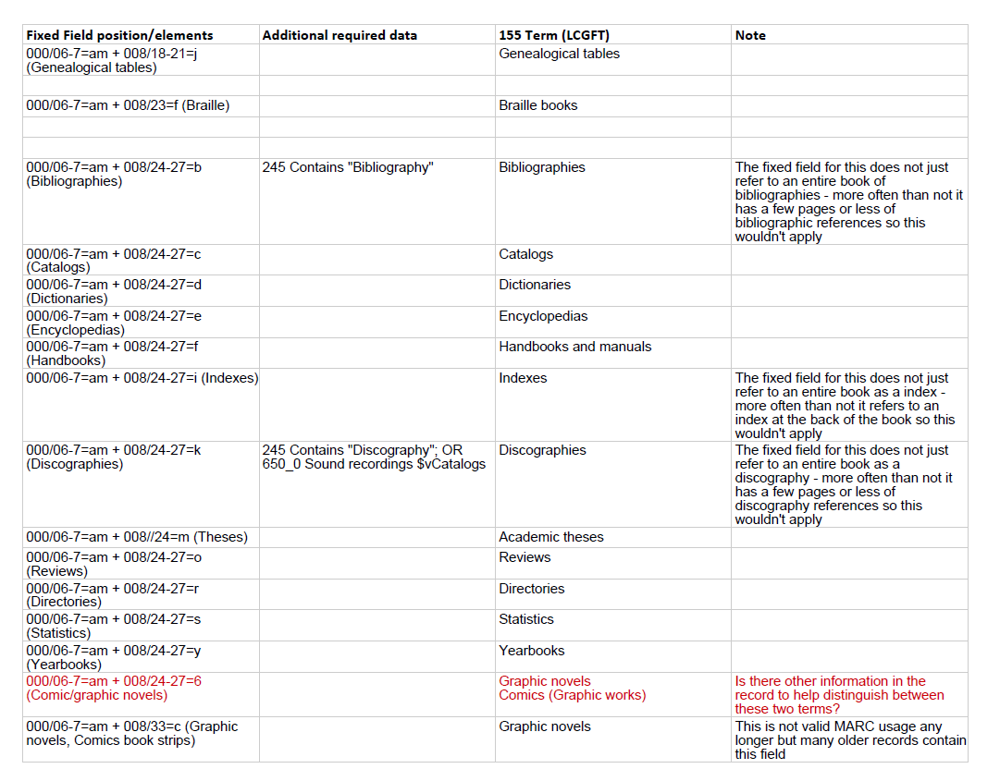 Fixed Field position/elements Additional required data 155 Term (LCGFT) Note
000/06-7=am + 008/18-21=j Genealogical tables
(Genealogical tables)
000/06-7=am + 008/23=f (Braille) Braille books
000/06-7=am + 008/24-27=b 245 Contains "Bibliography" Bibliographies The fixed field for this does not just
(Bibliographies) refer to an entire book of
bibliographies - more often than not it
has a few pages or less of
bibliographic references so this
wouldn't apply
000/06-7=am + 008/24-27=c Catalogs
(Catalogs)
000/06-7=am + 008/24-27=d Dictionaries
(Dictionaries)
000/06-7=am + 008/24-27=e Encyclopedias
(Encyclopedias)
000/06-7=am + 008/24-27=f Handbooks and manuals
(Handbooks)
000/06-7=am + 008/24-27=i (Indexes) Indexes The fixed field for this does not just
refer to an entire book as a index -
more often than not it refers to an
index at the back of the book so this
wouldn't apply
000/06-7=am + 008/24-27=k 245 Contains "Discography"; OR Discographies The fixed field for this does not just
(Discographies) 650_0 Sound recordings $vCatalogs refer to an entire book as a
discography - more often than not it
has a few pages or less of
discography references so this
wouldn't apply
000/06-7=am + 008//24=m (Theses) Academic theses
000/06-7=am + 008/24-27=o Reviews
(Reviews)
000/06-7=am + 008/24-27=r Directories
(Directories)
000/06-7=am + 008/24-27=s Statistics
(Statistics)
000/06-7=am + 008/24-27=y Yearbooks
(Yearbooks)
000/06-7=am + 008/24-27=6 Graphic novels Is there other information in the
(Comic/graphic novels) Comics (Graphic works) record to help distinguish between
these two terms?
000/06-7=am + 008/33=c (Graphic Graphic novels This is not valid MARC usage any
novels, Comics book strips) longer but many older records contain
this field